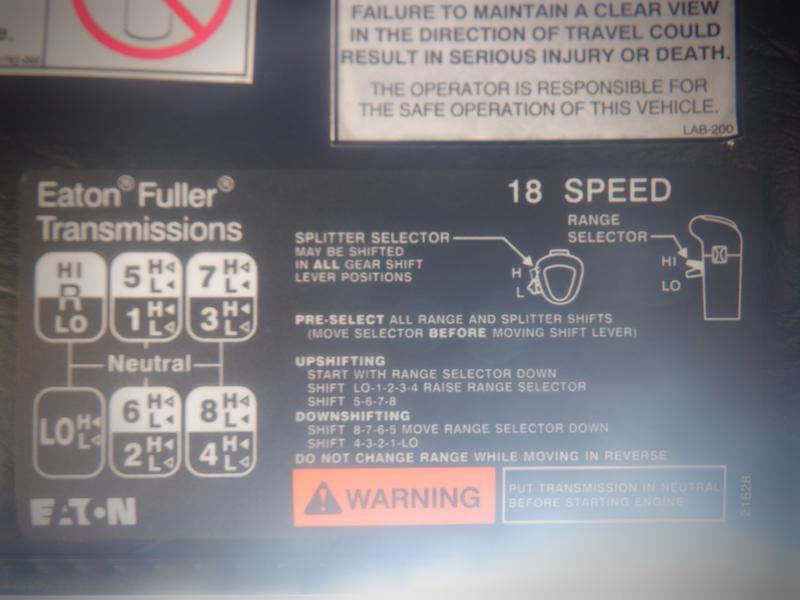 e.
FAILURE TO MAINTAIN A CLEAR VIEW
IN THE DIRECTION OF TRAVEL COULD
RESULT IN SERIOUS INJURY OR DEATH.
THE OPERATOR IS RESPONSIBLE FOR
THE SAFE OPERATION OF THIS VEHICLE.
LAB-200
Eaton® Fuller®
Transmissions
18 SPEED
SPLITTER SELECTOR
MAY BE SHIFTED
IN ALL GEAR SHIFT
LEVER POSITIONS
H
L
RANGE
SELECTOR
HI
LO
HI
R
LO
5 H L
1 H L
7 H L
3 H L
Neutral
LO H L
6 H L
2 H L
8 H L
4 H L
PRE-SELECT ALL RANGE AND SPLITTER SHIFTS
(MOVE SELECTOR BEFORE MOVING SHIFT LEVER)
UPSHIFTING
START WITH RANGE SELECTOR DOWN
SHIFT LO-1-2-3-4 RAISE RANGE SELECTOR
SHIFT 5-6-7-8
DOWNSHIFTING
SHIFT 8-7-6-5 MOVE RANGE SELECTOR DOWN
SHIFT 4-3-2-1-LO
DO NOT CHANGE RANGE WHILE MOVING IN REVERSE
WARNING
PUT TRANSMISSION IN NEUTRAL
BEFORE STARTING ENGINE
21628
EATON